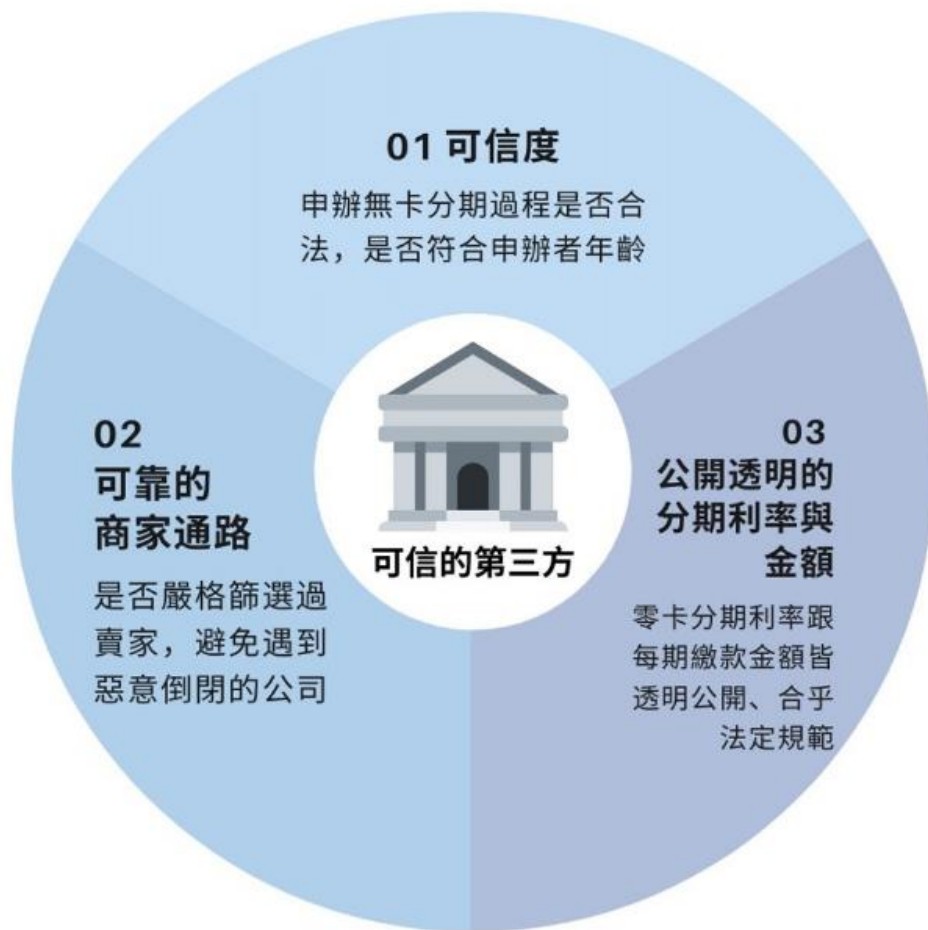 01 可信度
申辦無卡分期過程是否合
法，是否符合申辦者年齡
02
可靠的
商家通路
是否嚴格篩選過
賣家，避免遇到
惡意倒閉的公司
可信的第三方
03
公開透明的
分期利率與
金額
零卡分期利率跟
每期繳款金額皆
透明公開、合乎
法定規範